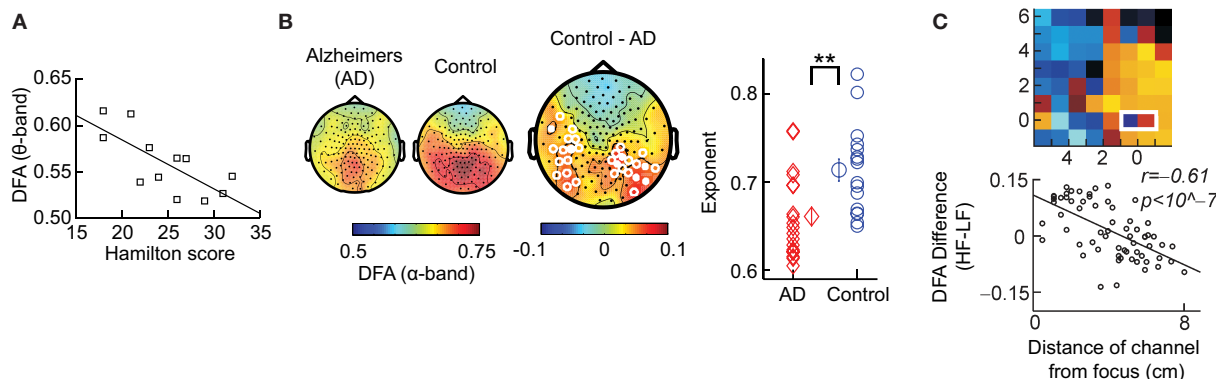 A
DFA (θ-band)
0.65
0.60
0.55
0.50
15
20
25
30
35
Hamilton score
B
Alzheimers
(AD)
Control
Control - AD
0.5
0.75
-0.1
0.1
DFA (α-band)
**
Exponent
0.8
0.7
0.6
AD
Control
C
6
4
2
0
4
2
0
r=−0.61
p<10^−7
DFA Difference
(HF-LF)
0.15
0
−0.15
0
8
Distance of channel
from focus (cm)